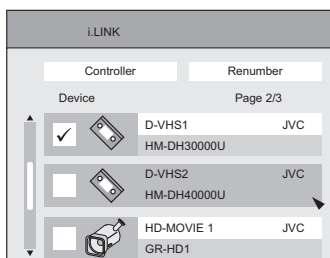 i.LINK
Controller Renumber
Device Page 2/3
D-VHS1 JVC
HM-DH30000U
D-VHS2 JVC
HM-DH40000U
HD-MOVIE 1 JVC
GR-HD1